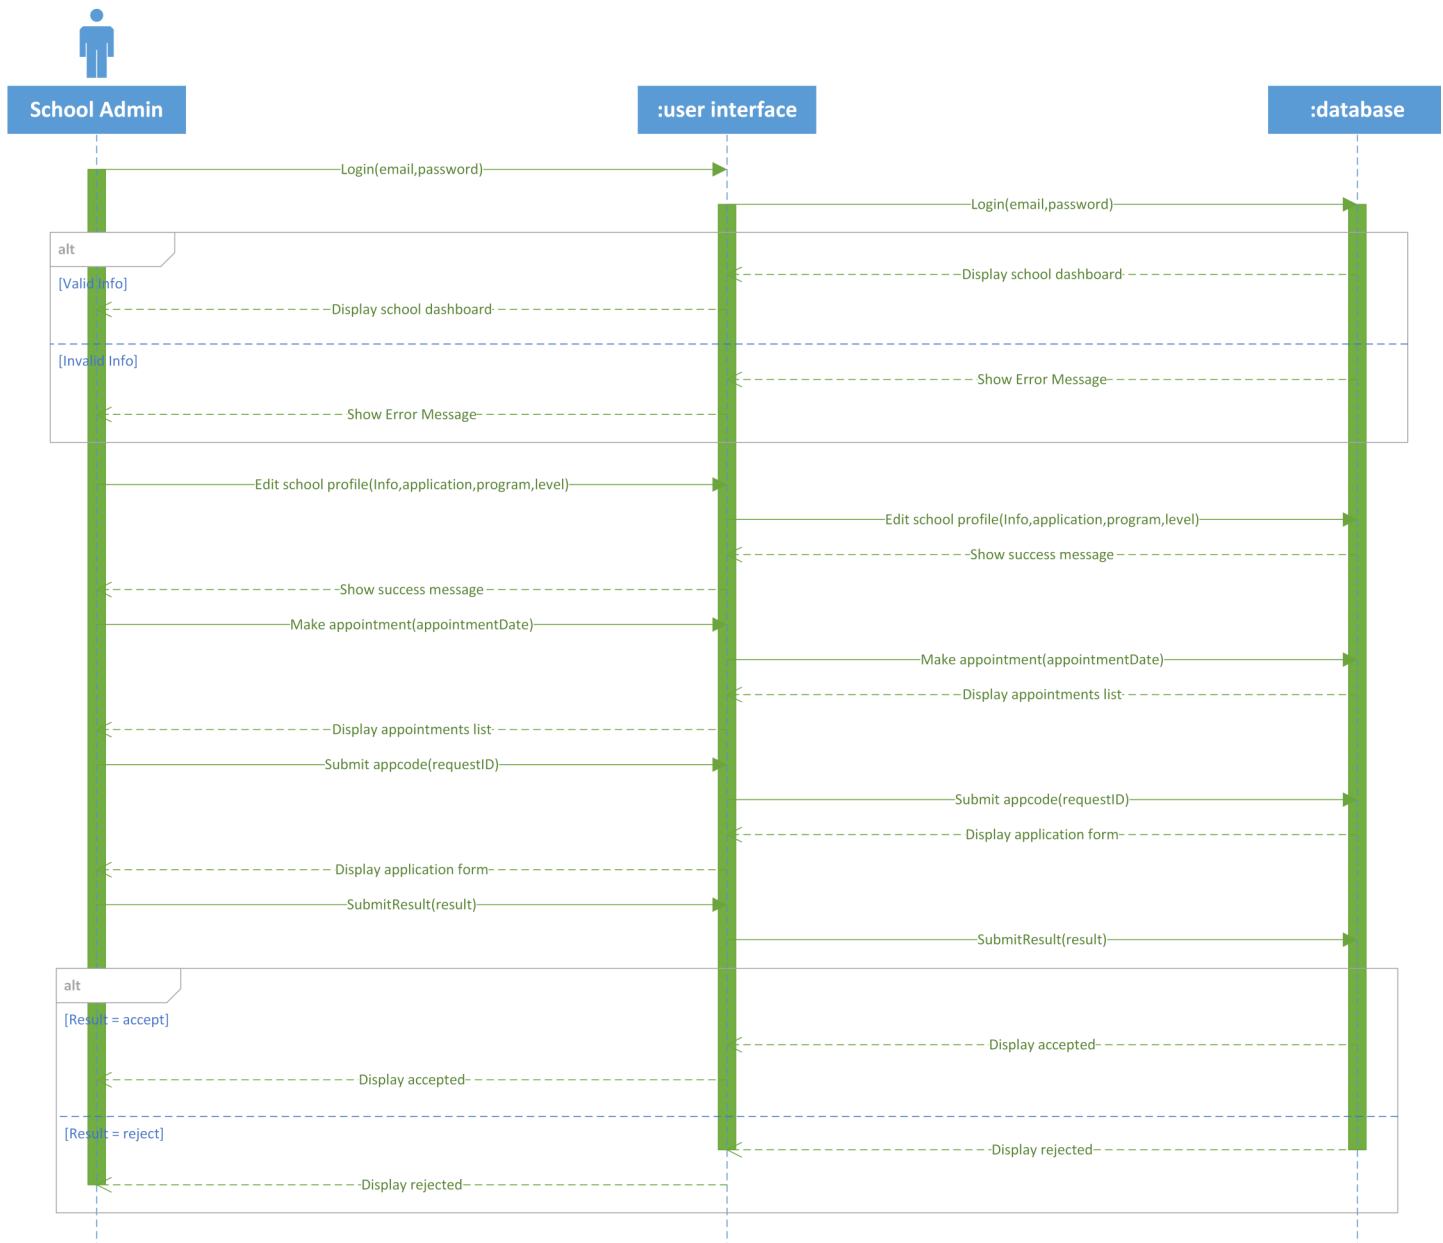 School Admin
:user interface
:database
Login(email,password)
Login(email,password)
alt
[Valid Info]
Display school dashboard
Display school dashboard
[Invalid Info]
Show Error Message
Show Error Message
Edit school profile(Info,application,program,level)
Edit school profile(Info,application,program,level)
Show success message
Show success message
Make appointment(appointmentDate)
Make appointment(appointmentDate)
Display appointments list
Display appointments list
Submit appcode(requestID)
Submit appcode(requestID)
Display application form
Display application form
SubmitResult(result)
SubmitResult(result)
alt
[Result = accept]
Display accepted
Display accepted
[Result = reject]
Display rejected
Display rejected